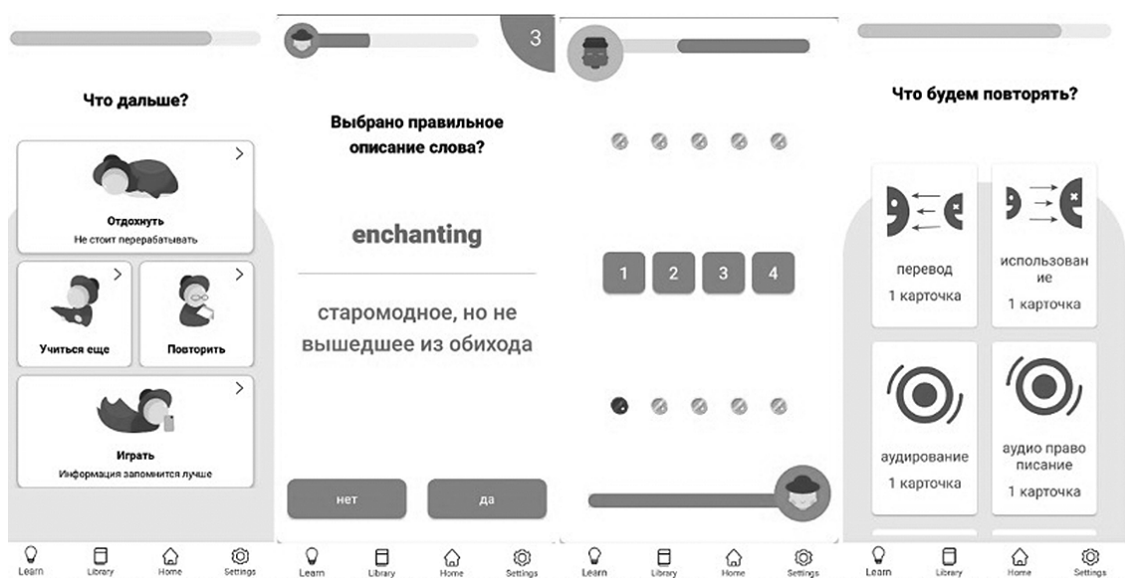 Что дальше?
Отдохнуть
Не стоит перерабатывать
Учиться еще
Повторить
Играть
Информация запомнится лучше
Learn
Library
Home
Settings
3
Выбрано правильное
описание слова?
enchanting
старомодное, но не
вышедшее из обихода
нет
да
Learn
Library
Home
Settings
1
2
3
4
Learn
Library
Home
Settings
Что будем повторять?
перевод
1 карточка
использован
ие
1 карточка
аудирование
1 карточка
аудио право
писание
1 карточка
Learn
Library
Home
Settings